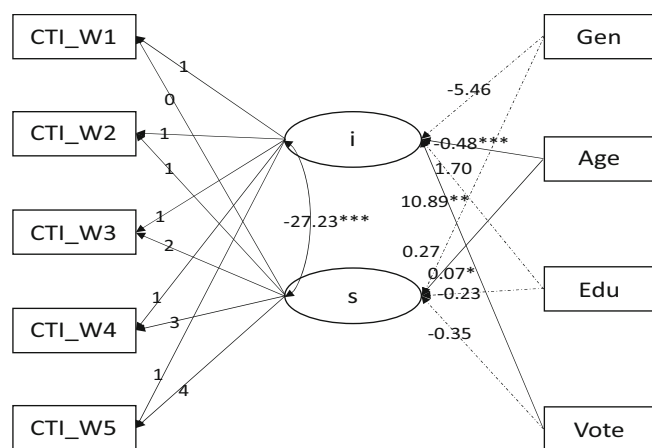 CTI_W1
Gen
1
0
-5.46
CTI_W2
1
i
-0.48***
Age
1
1.70
10.89**
1
CTI_W3
-27.23***
2
0.27
0.07*
1
s
-0.23
Edu
CTI_W4
3
-0.35
1
4
CTI_W5
Vote